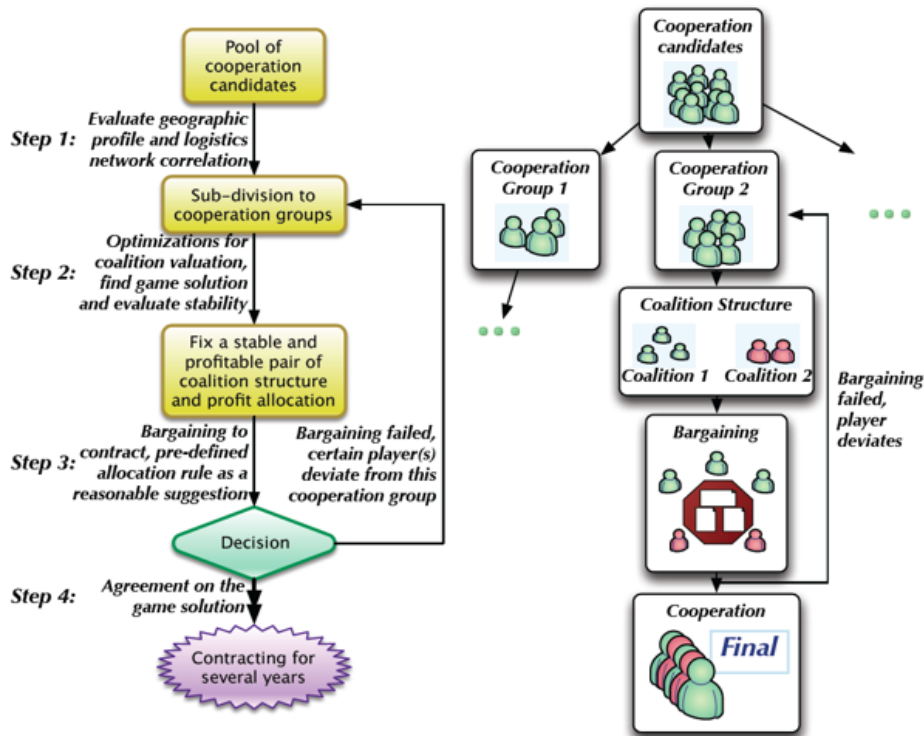 Pool of
cooperation
candidates
Step 1:
Evaluate geographic
profile and logistics
network correlation
Sub-division to
cooperation groups
Step 2:
Optimizations for
coalition valuation,
find game solution
and evaluate stability
Fix a stable and
profitable pair of
coalition structure
and profit allocation
Step 3:
Bargaining to
contract, pre-defined
allocation rule as a
reasonable suggestion
Bargaining failed,
certain player(s)
deviate from this
cooperation group
Decision
Step 4:
Agreement on the
game solution
Contracting for
several years
Cooperation
candidates
Cooperation
Group 1
Cooperation
Group 2
Coalition Structure
Coalition 1
Coalition 2
Bargaining
failed,
player
deviates
Bargaining
Cooperation
Final